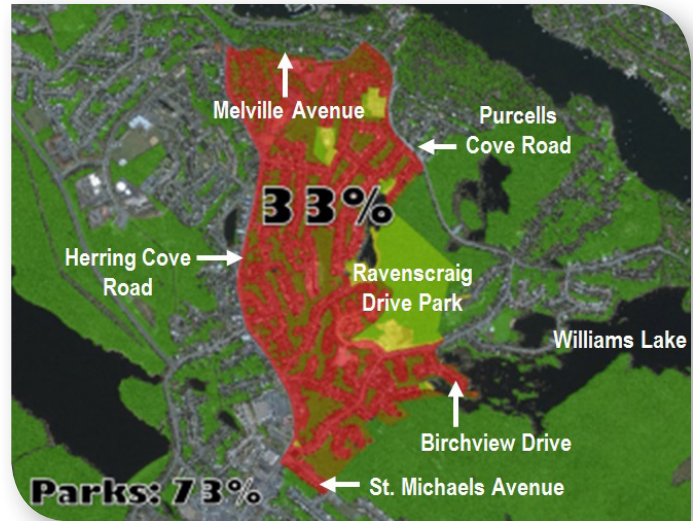 Melville Avenue
Purcells
Cove Road
33%
Herring Cove
Road
Ravenscraig
Drive Park
Williams Lake
Birchview Drive
St. Michaels Avenue
Parks: 73%